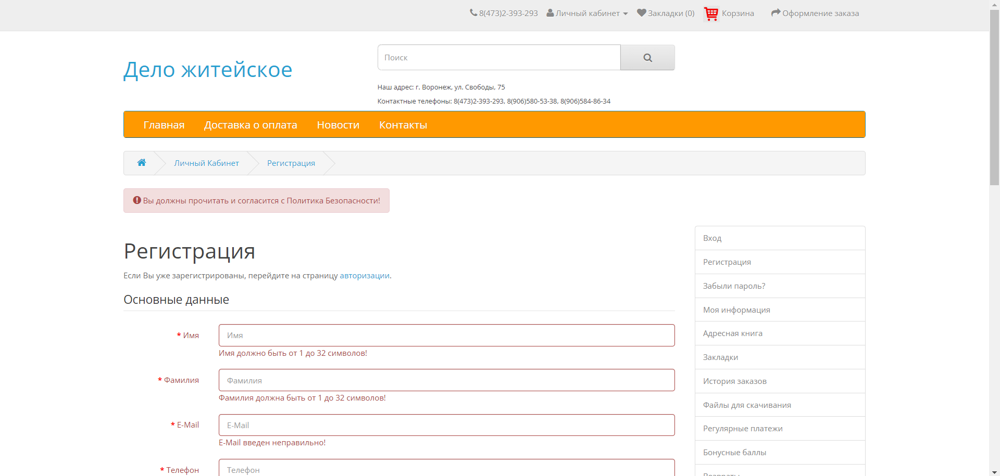 8(473)2-393-293 Личный кабинет Закладки (0) Корзина Оформление заказа
Дело житейское
Поиск
Наш адрес: г. Воронеж, ул. Свободы, 75
Контактные телефоны: 8(473)2-393-293, 8(906)580-53-38, 8(906)584-86-34
Главная Доставка о оплата Новости Контакты
Личный Кабинет Регистрация
Вы должны прочитать и согласится с Политика Безопасности!
Регистрация
Если Вы уже зарегистрированы, перейдите на страницу авторизации.
Основные данные
* Имя Имя
Имя должно быть от 1 до 32 символов!
* Фамилия Фамилия
Фамилия должна быть от 1 до 32 символов!
* E-Mail E-Mail
E-Mail введен неправильно!
* Телефон Телефон
Вход
Регистрация
Забыли пароль?
Моя информация
Адресная книга
Закладки
История заказов
Файлы для скачивания
Регулярные платежи
Бонусные баллы
Возвраты